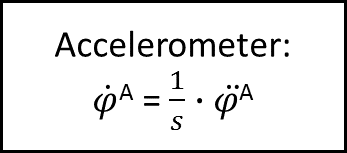 Accelerometer:
φ̇ᴬ = 1/s · φ̈ᴬ